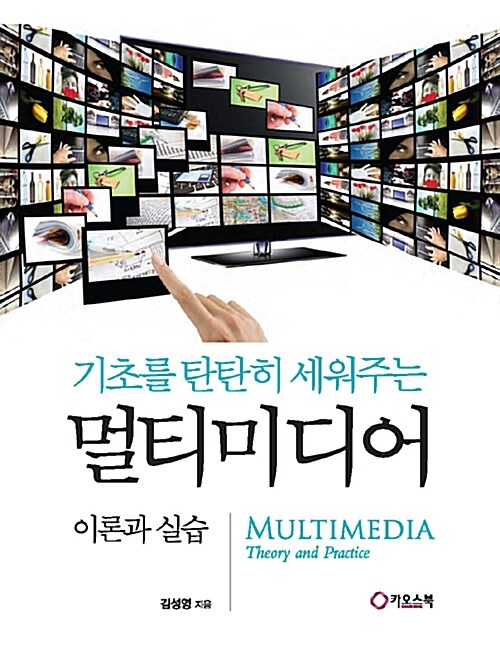 기초를 탄탄히 세워주는
멀티미디어
이론과 실습
MULTIMEDIA
Theory and Practice
김성영 지음
카오스북